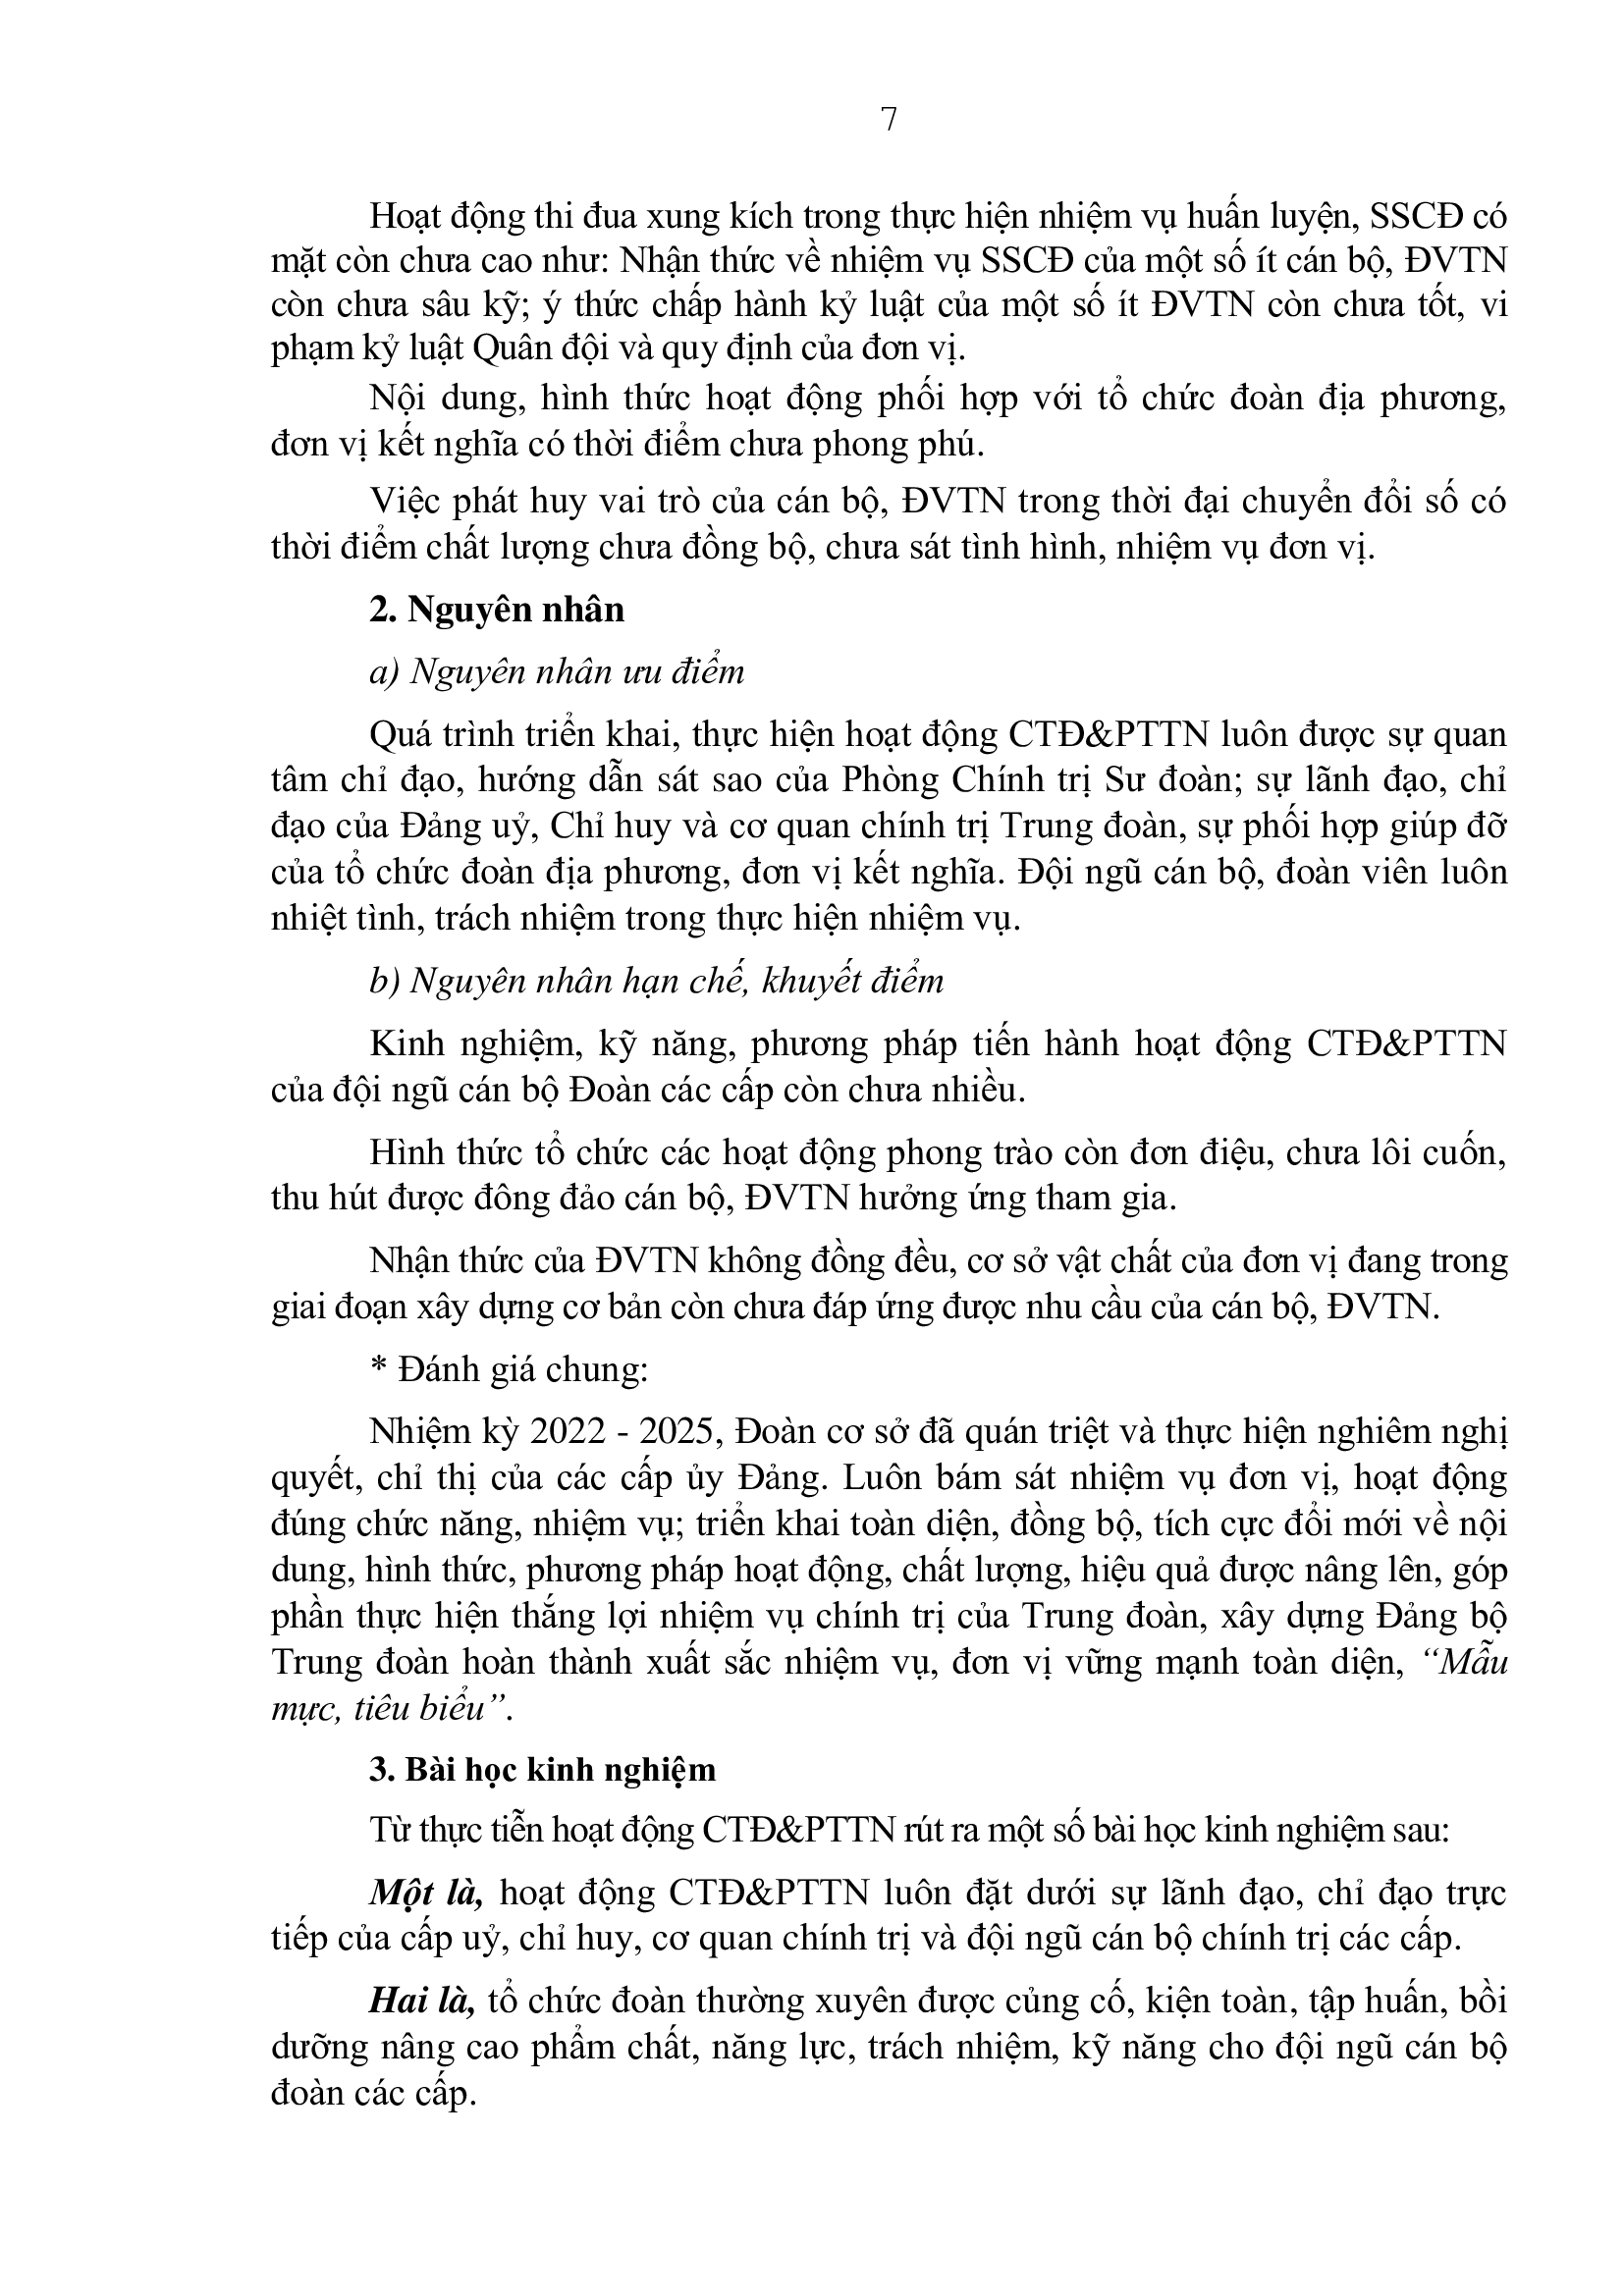 7
Hoạt động thi đua xung kích trong thực hiện nhiệm vụ huấn luyện, SSCĐ có
mặt còn chưa cao như: Nhận thức về nhiệm vụ SSCĐ của một số ít cán bộ, ĐVTN
còn chưa sâu kỹ; ý thức chấp hành kỷ luật của một số ít ĐVTN còn chưa tốt, vi
phạm kỷ luật Quân đội và quy định của đơn vị.
Nội dung, hình thức hoạt động phối hợp với tổ chức đoàn địa phương,
đơn vị kết nghĩa có thời điểm chưa phong phú.
Việc phát huy vai trò của cán bộ, ĐVTN trong thời đại chuyển đổi số có
thời điểm chất lượng chưa đồng bộ, chưa sát tình hình, nhiệm vụ đơn vị.
2. Nguyên nhân
a) Nguyên nhân ưu điểm
Quá trình triển khai, thực hiện hoạt động CTĐ&PTTN luôn được sự quan
tâm chỉ đạo, hướng dẫn sát sao của Phòng Chính trị Sư đoàn; sự lãnh đạo, chỉ
đạo của Đảng uỷ, Chỉ huy và cơ quan chính trị Trung đoàn, sự phối hợp giúp đỡ
của tổ chức đoàn địa phương, đơn vị kết nghĩa. Đội ngũ cán bộ, đoàn viên luôn
nhiệt tình, trách nhiệm trong thực hiện nhiệm vụ.
b) Nguyên nhân hạn chế, khuyết điểm
Kinh nghiệm, kỹ năng, phương pháp tiến hành hoạt động CTĐ&PTTN
của đội ngũ cán bộ Đoàn các cấp còn chưa nhiều.
Hình thức tổ chức các hoạt động phong trào còn đơn điệu, chưa lôi cuốn,
thu hút được đông đảo cán bộ, ĐVTN hưởng ứng tham gia.
Nhận thức của ĐVTN không đồng đều, cơ sở vật chất của đơn vị đang trong
giai đoạn xây dựng cơ bản còn chưa đáp ứng được nhu cầu của cán bộ, ĐVTN.
* Đánh giá chung:
Nhiệm kỳ 2022 - 2025, Đoàn cơ sở đã quán triệt và thực hiện nghiêm nghị
quyết, chỉ thị của các cấp ủy Đảng. Luôn bám sát nhiệm vụ đơn vị, hoạt động
đúng chức năng, nhiệm vụ; triển khai toàn diện, đồng bộ, tích cực đổi mới về nội
dung, hình thức, phương pháp hoạt động, chất lượng, hiệu quả được nâng lên, góp
phần thực hiện thắng lợi nhiệm vụ chính trị của Trung đoàn, xây dựng Đảng bộ
Trung đoàn hoàn thành xuất sắc nhiệm vụ, đơn vị vững mạnh toàn diện, “Mẫu
mực, tiêu biểu”.
3. Bài học kinh nghiệm
Từ thực tiễn hoạt động CTĐ&PTTN rút ra một số bài học kinh nghiệm sau:
Một là, hoạt động CTĐ&PTTN luôn đặt dưới sự lãnh đạo, chỉ đạo trực
tiếp của cấp uỷ, chỉ huy, cơ quan chính trị và đội ngũ cán bộ chính trị các cấp.
Hai là, tổ chức đoàn thường xuyên được củng cố, kiện toàn, tập huấn, bồi
dưỡng nâng cao phẩm chất, năng lực, trách nhiệm, kỹ năng cho đội ngũ cán bộ
đoàn các cấp.